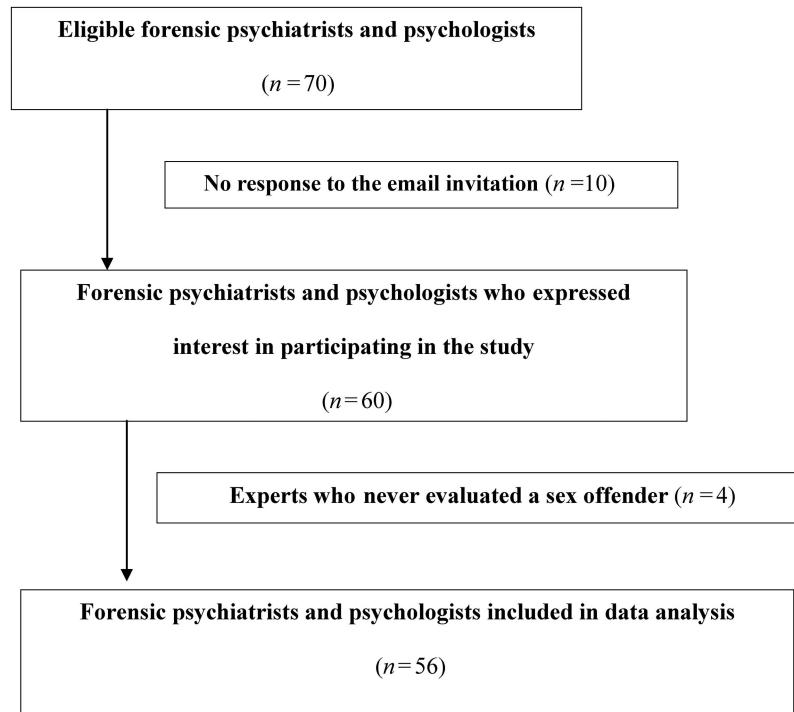 Eligible forensic psychiatrists and psychologists
(n = 70)
No response to the email invitation (n =10)
Forensic psychiatrists and psychologists who expressed
interest in participating in the study
(n= 60)
Experts who never evaluated a sex offender (n = 4)
Forensic psychiatrists and psychologists included in data analysis
(n= 56)